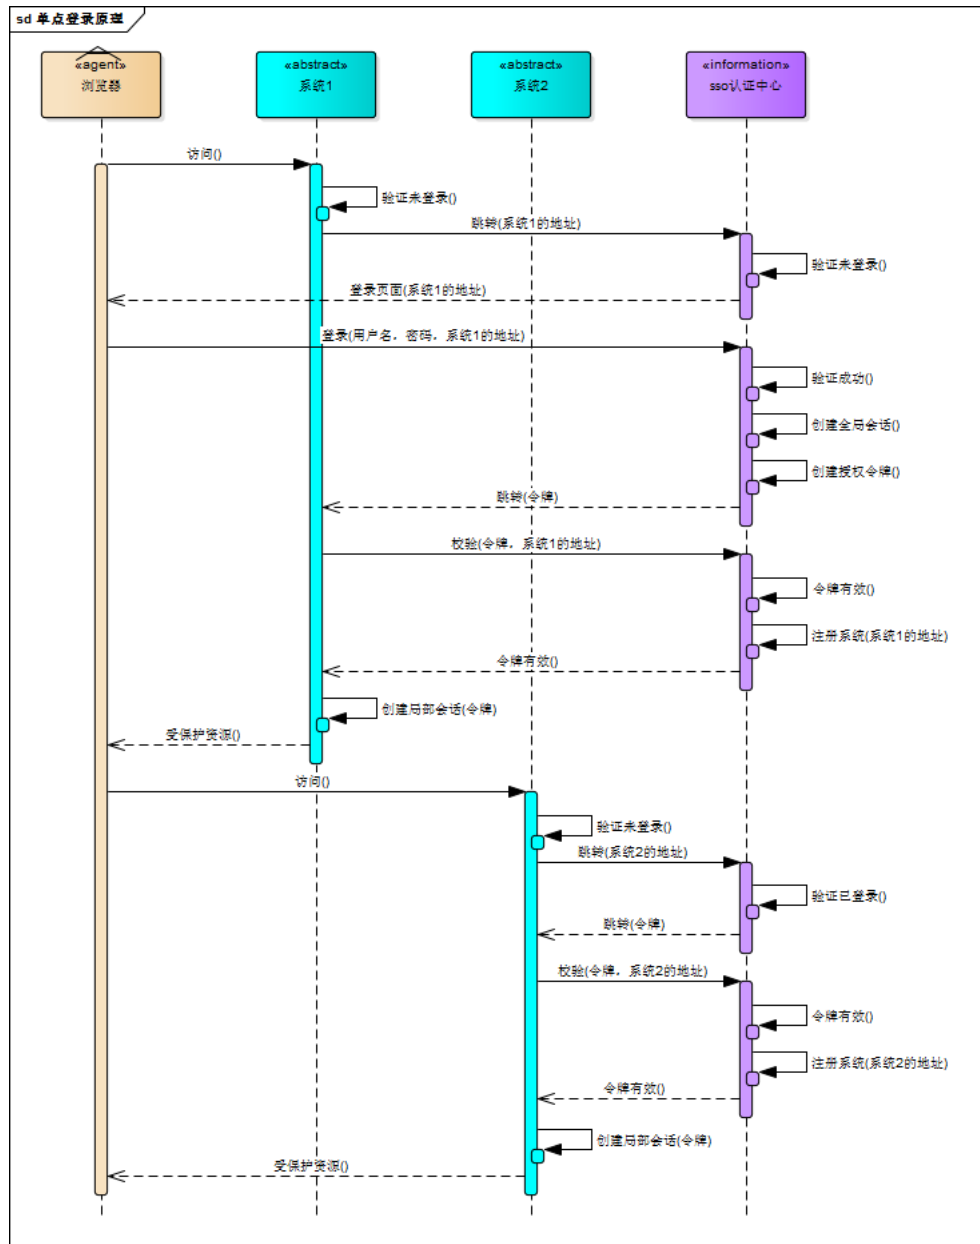 sd 单点登录原理
«agent»
浏览器
«abstract»
系统1
«abstract»
系统2
«information»
sso认证中心
访问()
验证未登录()
跳转(系统1的地址)
验证未登录()
登录页面(系统1的地址)
登录(用户名，密码，系统1的地址)
验证成功()
创建全局会话()
创建授权令牌()
跳转(令牌)
校验(令牌，系统1的地址)
令牌有效()
注册系统(系统1的地址)
令牌有效()
创建局部会话(令牌)
受保护资源()
访问()
验证未登录()
跳转(系统2的地址)
验证已登录()
跳转(令牌)
校验(令牌，系统2的地址)
令牌有效()
注册系统(系统2的地址)
令牌有效()
创建局部会话(令牌)
受保护资源()